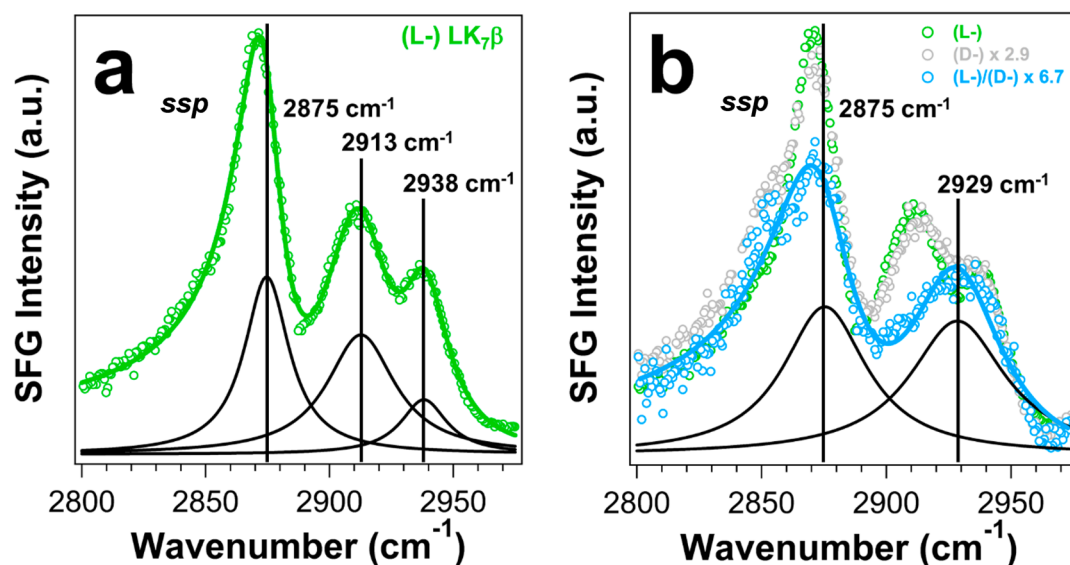 a
(L-) LK₇β
ssp
2875 cm⁻¹
2913 cm⁻¹
2938 cm⁻¹
SFG Intensity (a.u.)
2800 2850 2900 2950
Wavenumber (cm⁻¹)
b
(L-)
(D-) x 2.9
(L-)/(D-) x 6.7
ssp
2875 cm⁻¹
2929 cm⁻¹
SFG Intensity (a.u.)
2800 2850 2900 2950
Wavenumber (cm⁻¹)